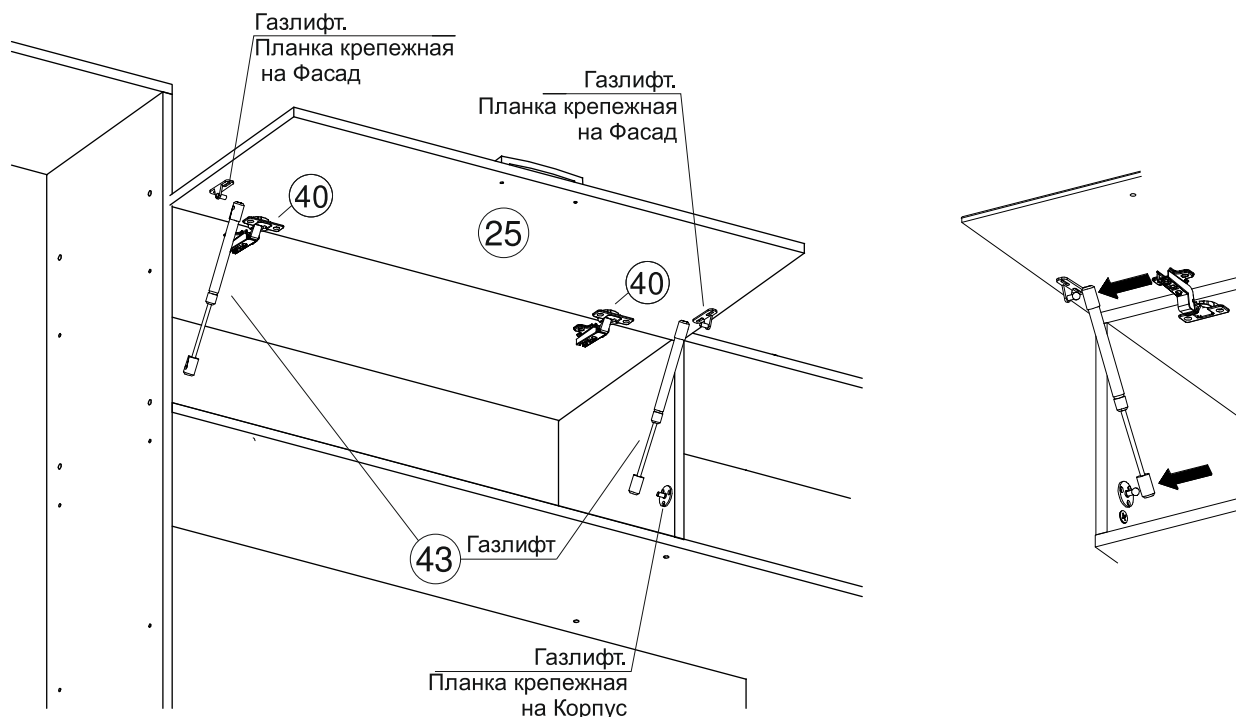 Газлифт.
Планка крепежная
на Фасад
Газлифт.
Планка крепежная
на Фасад
40
25
40
43
Газлифт
Газлифт.
Планка крепежная
на Корпус